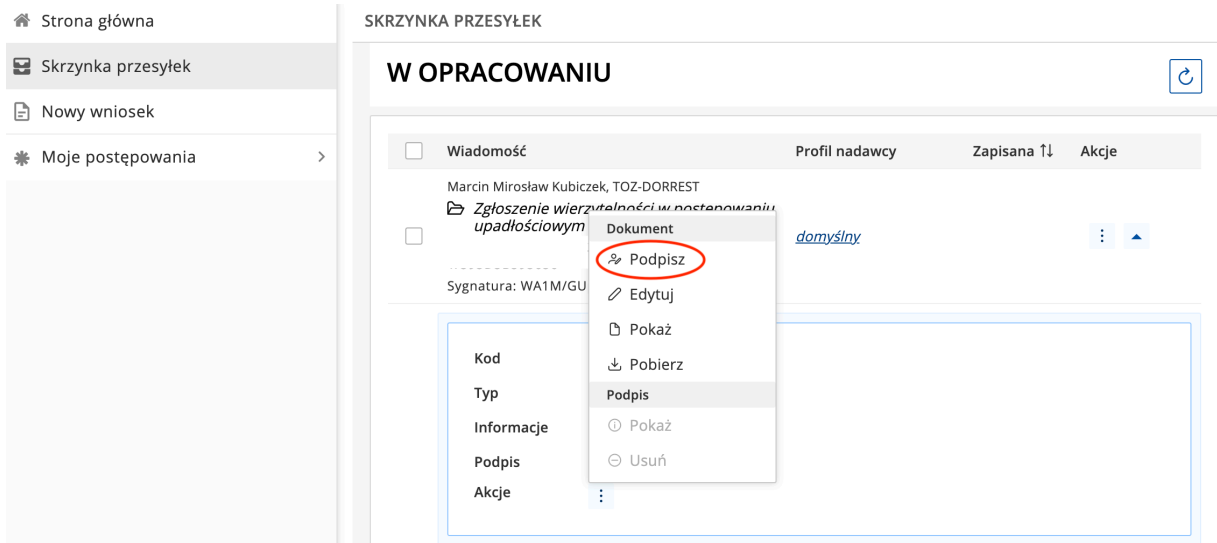 Strona główna
Skrzynka przesyłek
Nowy wniosek
Moje postępowania
SKRZYNKA PRZESYŁEK
W OPRACOWANIU
Wiadomość Profil nadawcy Zapisana Akcje
Marcin Mirosław Kubiczek, TOZ-DORREST
Zgłoszenie wierzytelności w postępowaniu
upadłościowym
domyślny
Sygnatura: WA1M/GU
Dokument
Podpisz
Edytuj
Pokaż
Pobierz
Podpis
Pokaż
Usuń
Kod
Typ
Informacje
Podpis
Akcje